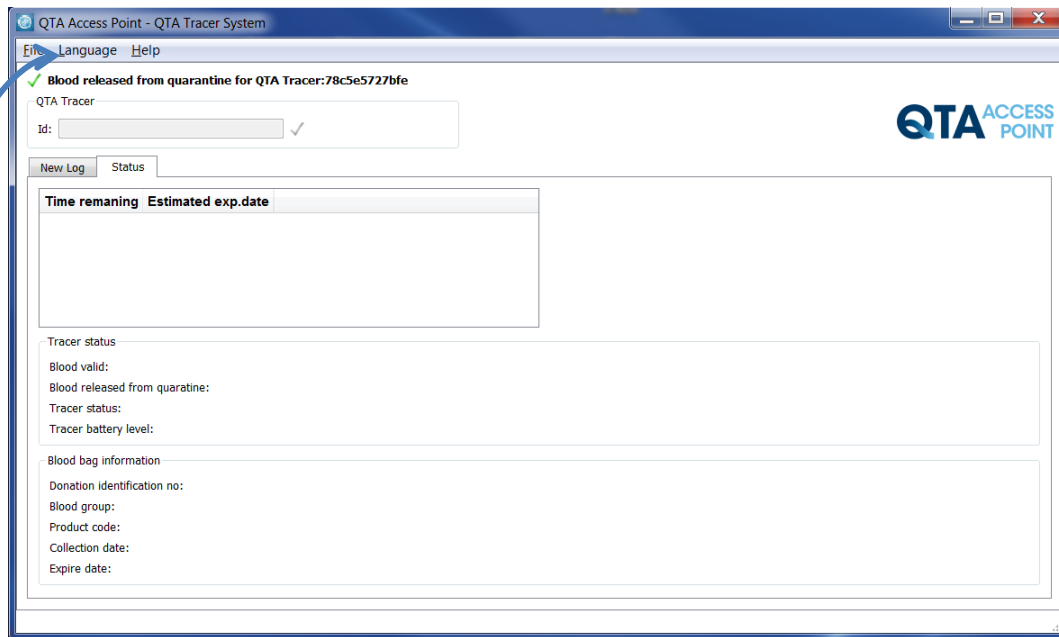 QTA Access Point - QTA Tracer System
File Language Help
Blood released from quarantine for QTA Tracer:78c5e5727bfe
QTA Tracer
Id:
QTA ACCESS POINT
New Log Status
Time remaning Estimated exp.date
Tracer status
Blood valid:
Blood released from quaratine:
Tracer status:
Tracer battery level:
Blood bag information
Donation identification no:
Blood group:
Product code:
Collection date:
Expire date: